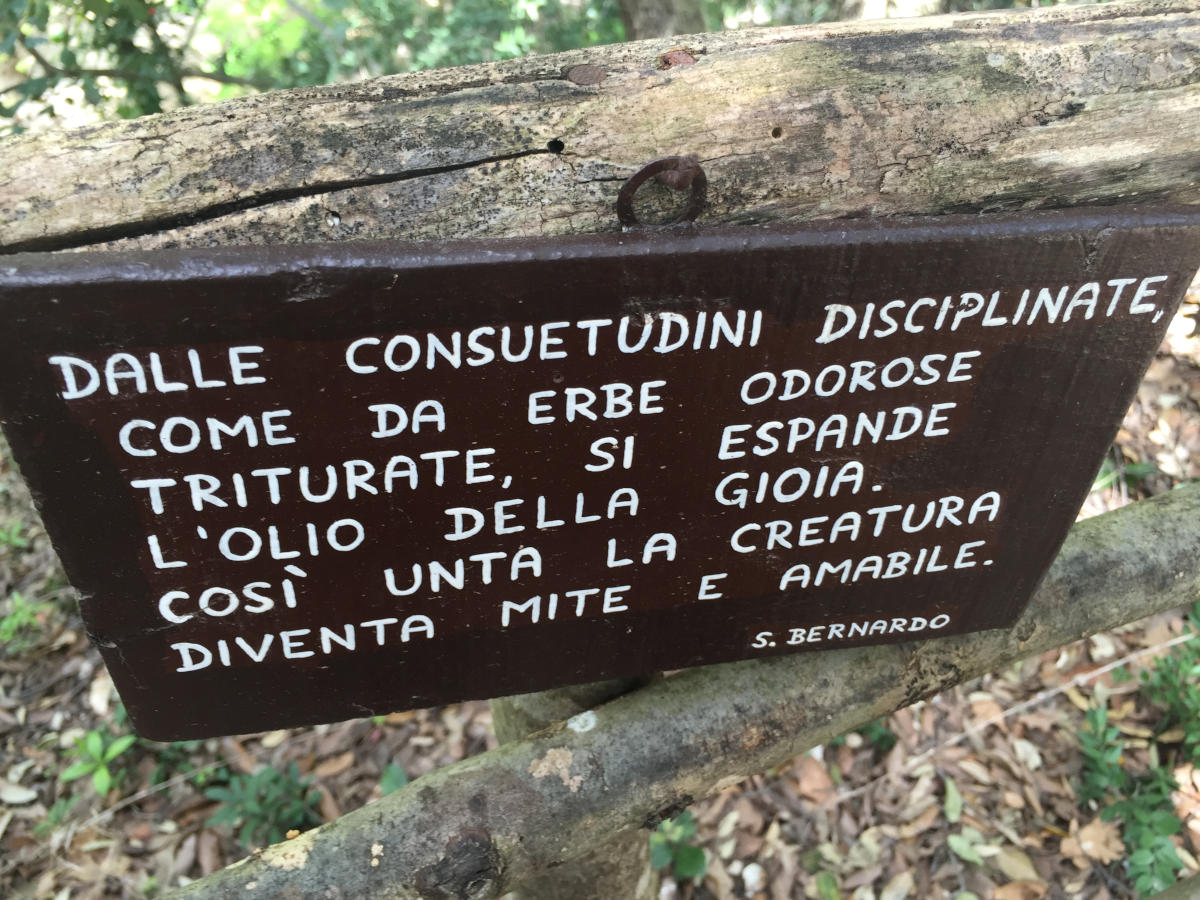 DALLE CONSUETUDINI DISCIPLINATE,
COME DA ERBE ODOROSE
TRITURATE, SI ESPANDE
L'OLIO DELLA GIOIA.
COSÌ UNTA LA CREATURA
DIVENTA MITE E AMABILE.
S. BERNARDO